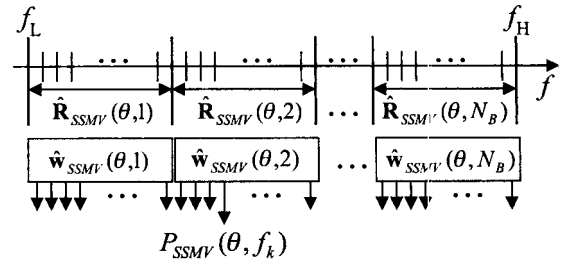 f_L f_H
... ... ...
f
R̂_SSMV(θ,1) R̂_SSMV(θ,2) ... R̂_SSMV(θ, N_B)
ŵ_SSMV(θ,1) ŵ_SSMV(θ,2) ... ŵ_SSMV(θ, N_B)
... ... ...
P_SSMV(θ, f_k)